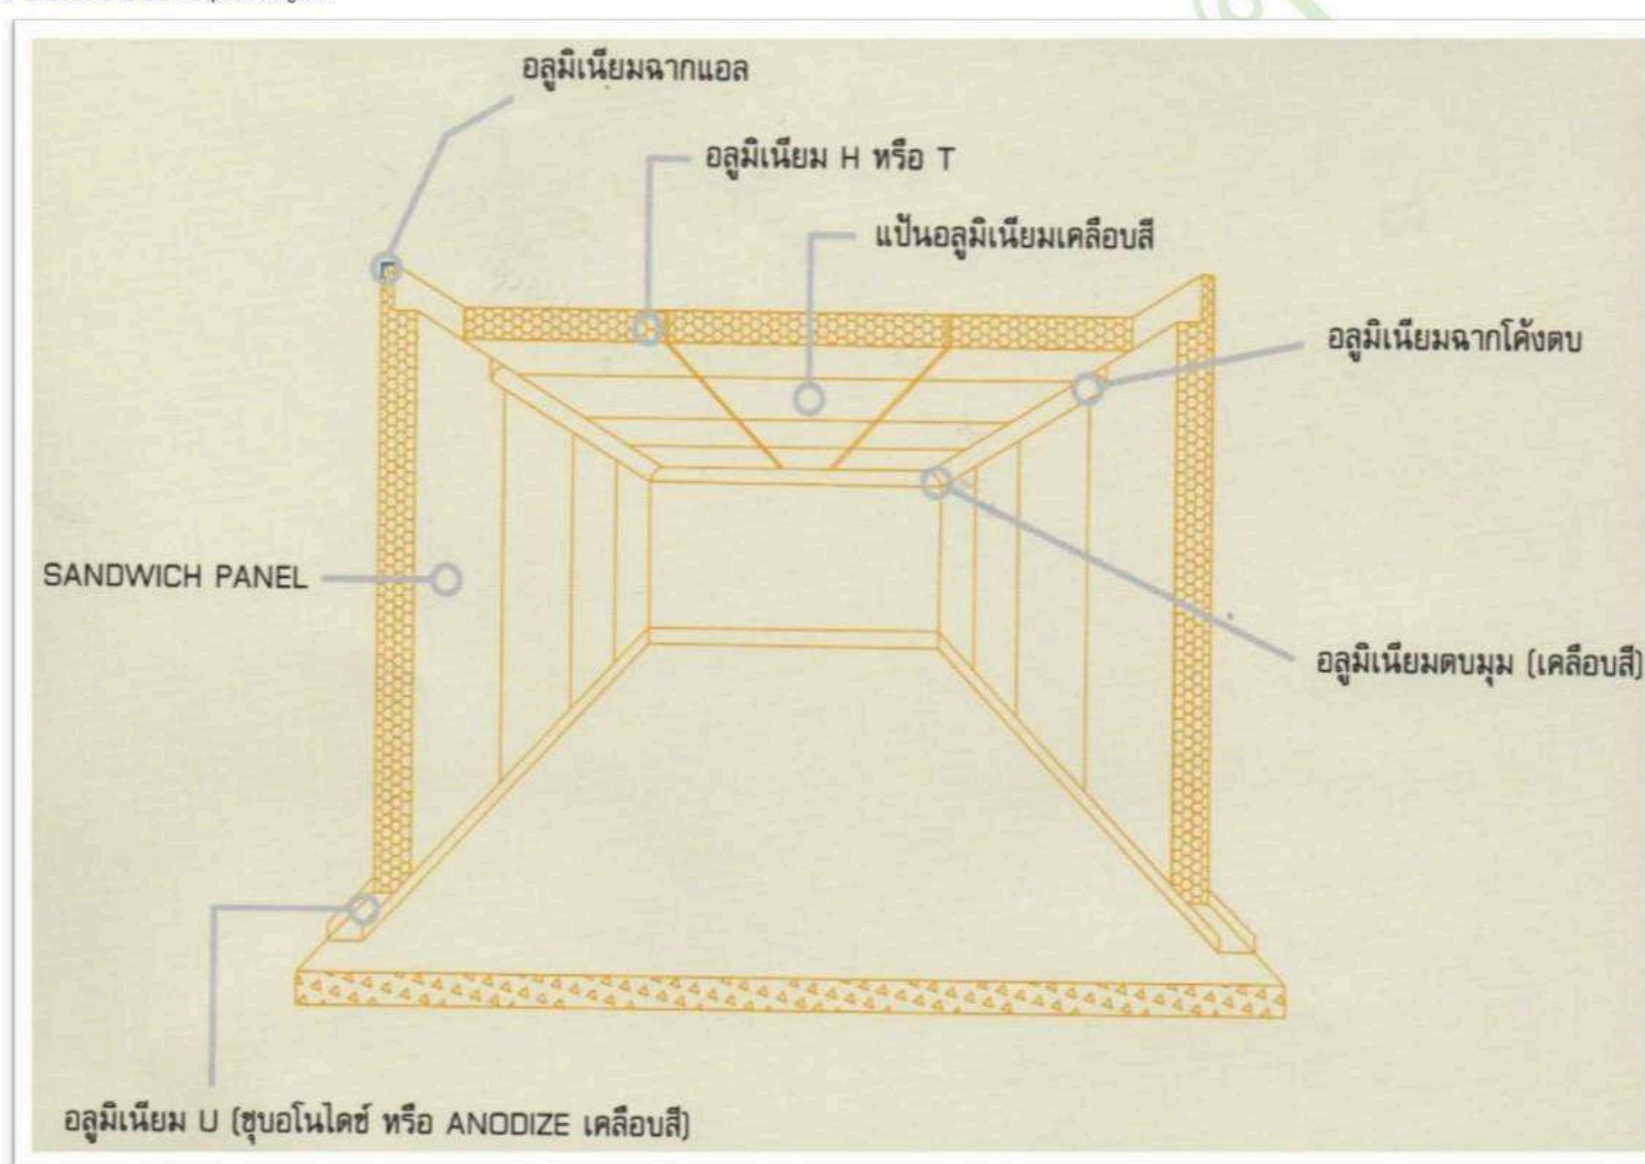 อลูมิเนียมฉากแอล
อลูมิเนียม H หรือ T
แป้นอลูมิเนียมเคลือบสี
อลูมิเนียมฉากโค้งตบ
SANDWICH PANEL
อลูมิเนียมตบมุม (เคลือบสี)
อลูมิเนียม U (ชุบอโนไดซ์ หรือ ANODIZE เคลือบสี)